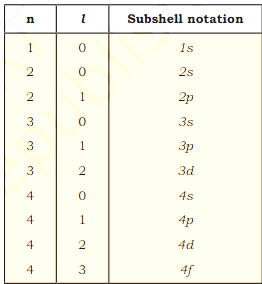 n l Subshell notation
1 0 1s
2 0 2s
2 1 2p
3 0 3s
3 1 3p
3 2 3d
4 0 4s
4 1 4p
4 2 4d
4 3 4f